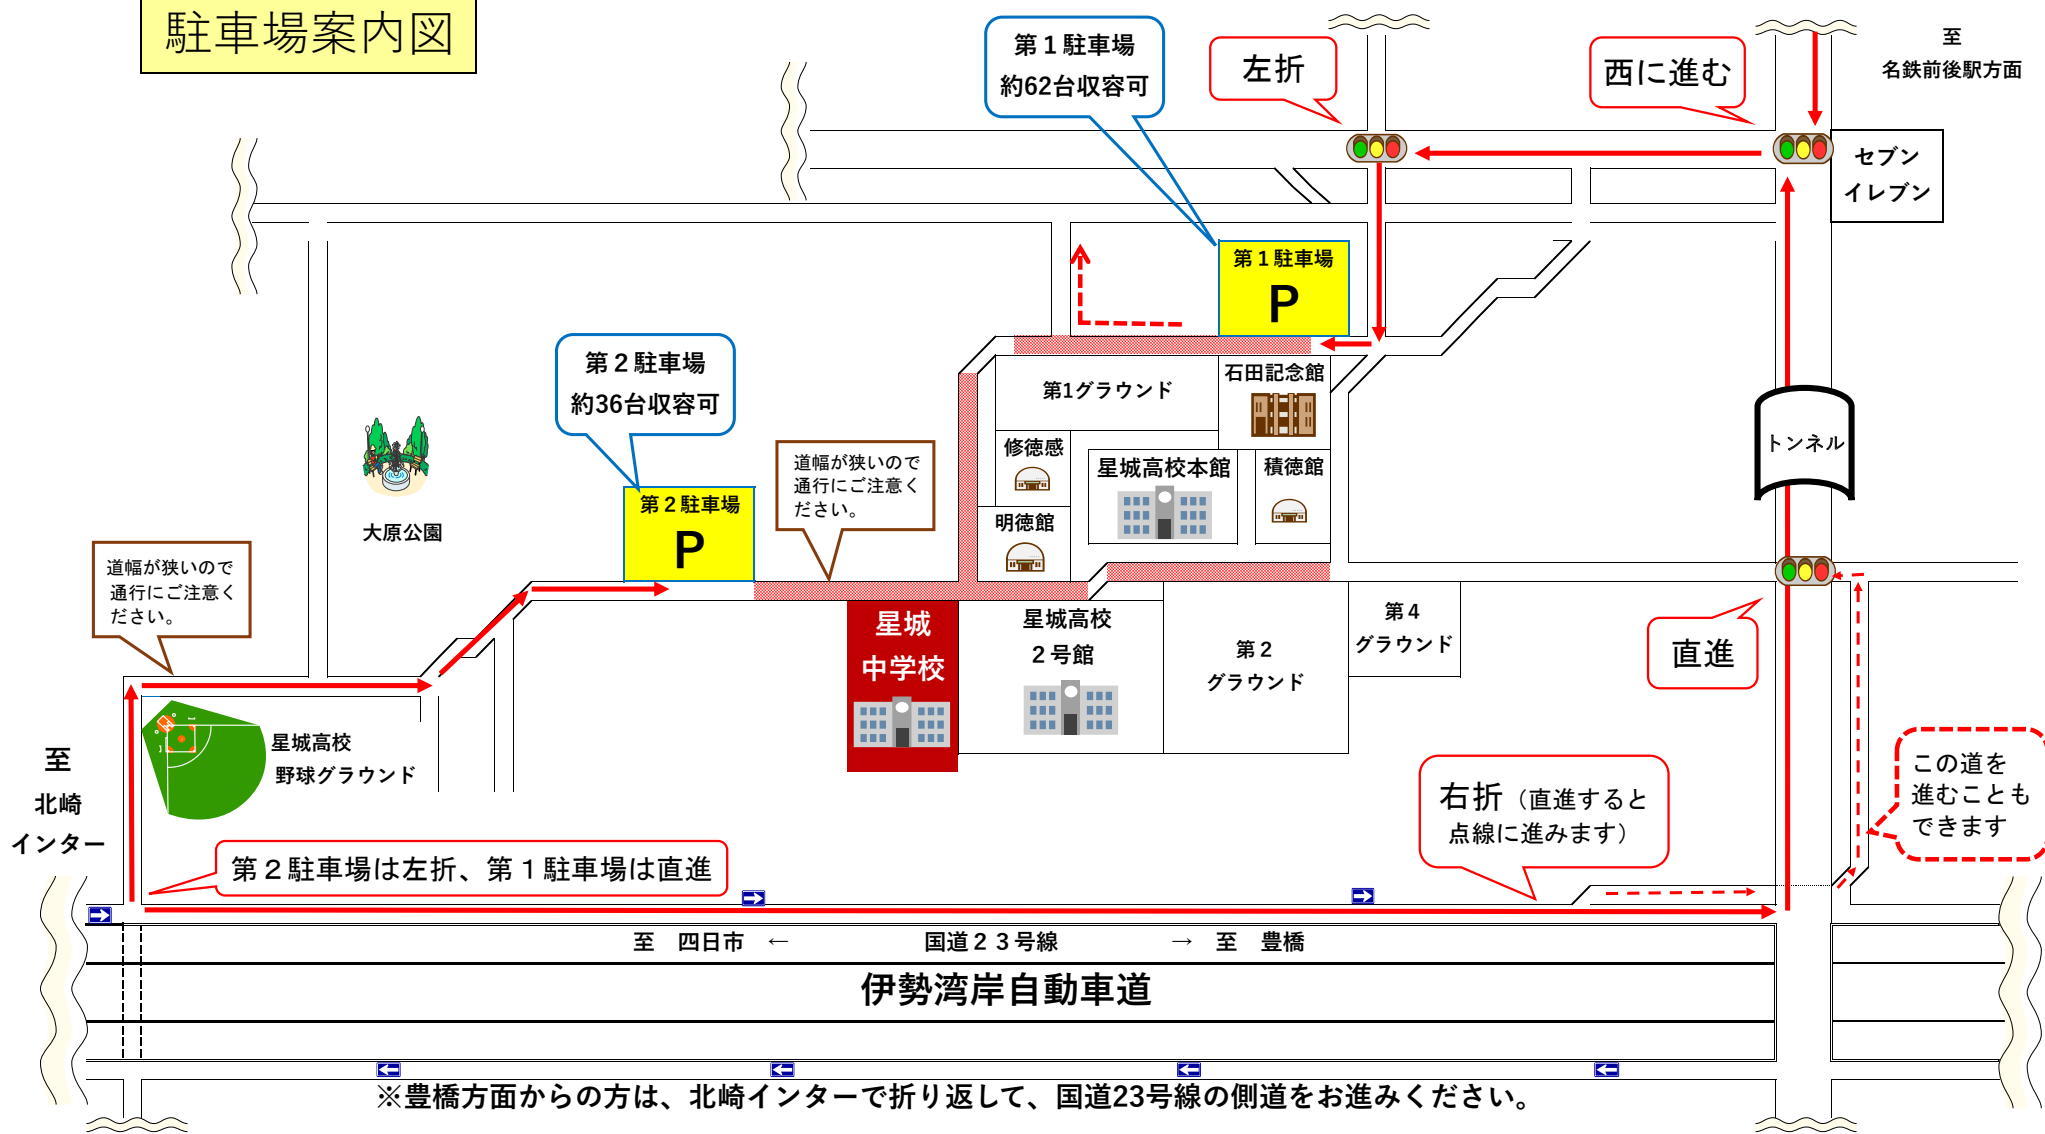 駐車場案内図
第１駐車場
約62台収容可
左折
西に進む
至
名鉄前後駅方面
セブン
イレブン
第１駐車場
P
第２駐車場
約36台収容可
第1グラウンド
石田記念館
トンネル
修徳感
星城高校本館
積徳館
道幅が狭いので
通行にご注意く
ださい。
第２駐車場
P
明徳館
大原公園
道幅が狭いので
通行にご注意く
ださい。
星城
中学校
星城高校
２号館
第２
グラウンド
第４
グラウンド
直進
星城高校
野球グラウンド
至
北崎
インター
この道を
進むことも
できます
右折（直進すると
点線に進みます）
第２駐車場は左折、第１駐車場は直進
至　四日市　←
国道２３号線
→　至　豊橋
伊勢湾岸自動車道
※豊橋方面からの方は、北崎インターで折り返して、国道23号線の側道をお進みください。